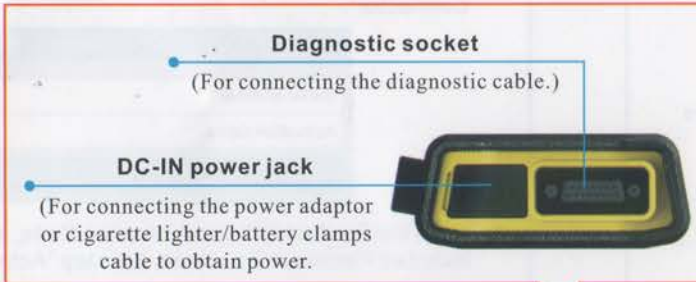 Diagnostic socket
(For connecting the diagnostic cable.)
DC-IN power jack
(For connecting the power adaptor
or cigarette lighter/battery clamps
cable to obtain power.